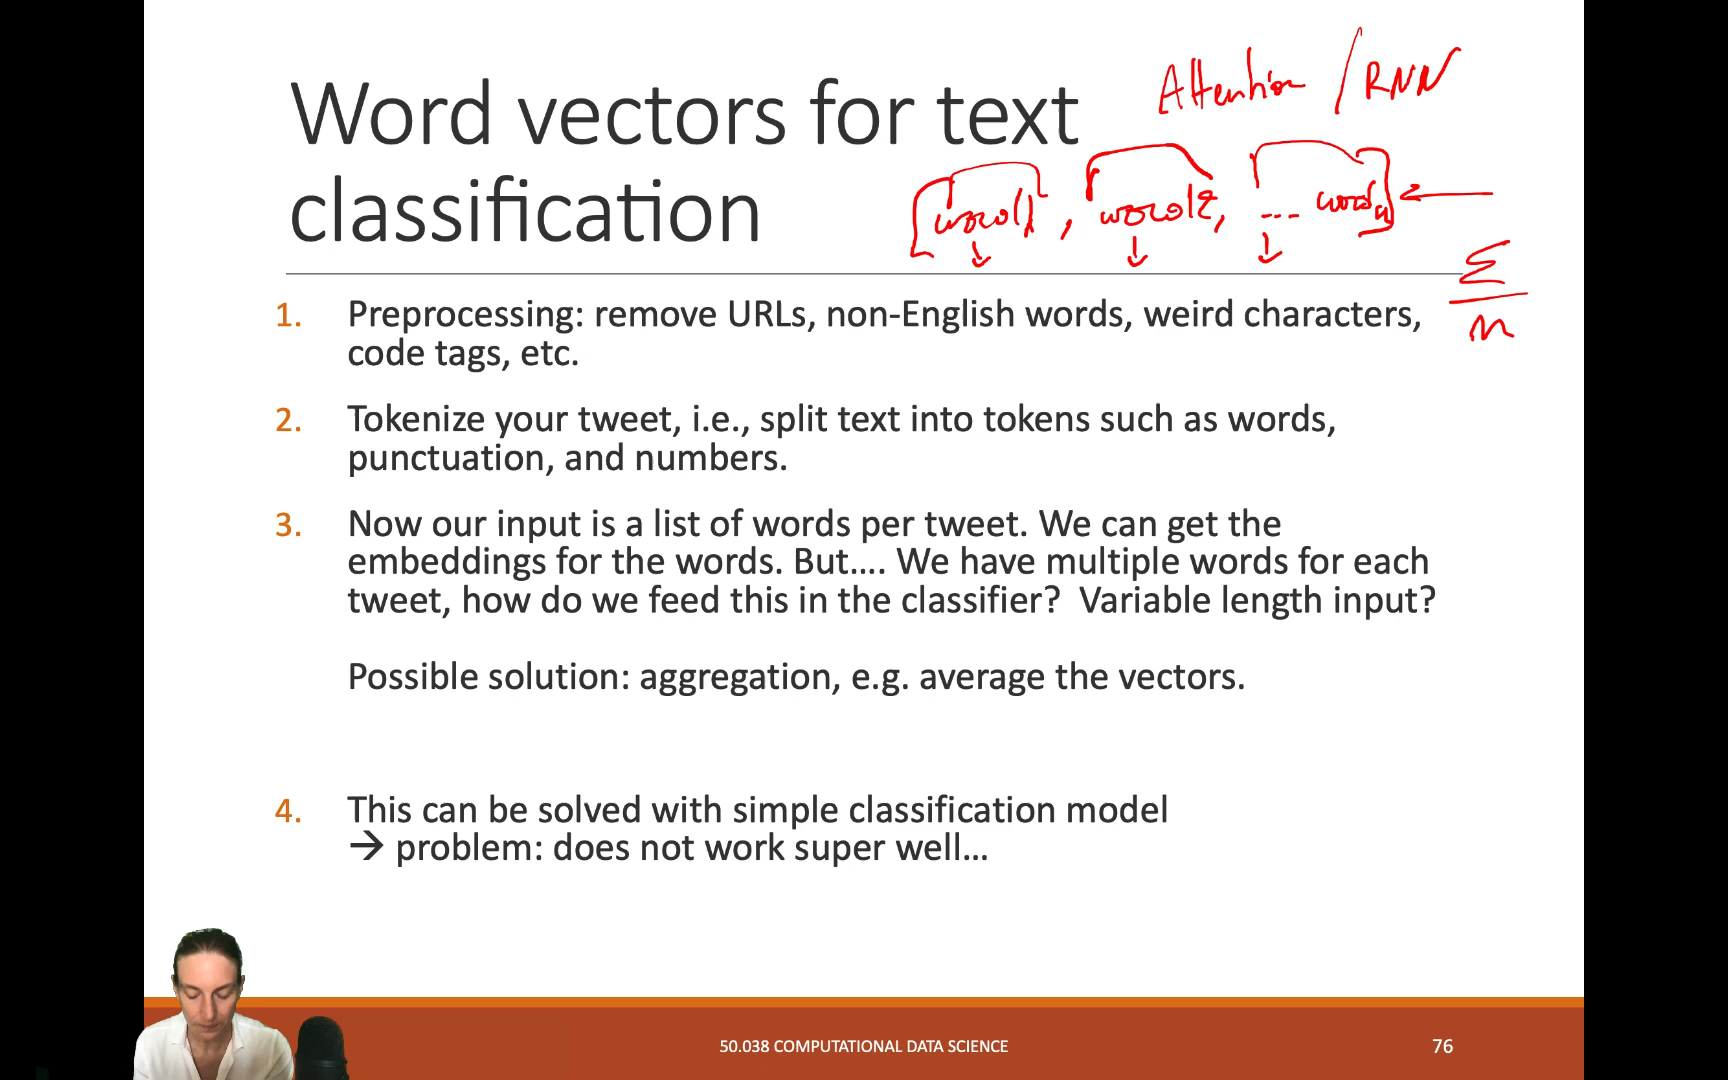 Attention / RNN
Word vectors for text
classification
[word1, word2, ... wordn]
Σ
n
1. Preprocessing: remove URLs, non-English words, weird characters,
code tags, etc.
2. Tokenize your tweet, i.e., split text into tokens such as words,
punctuation, and numbers.
3. Now our input is a list of words per tweet. We can get the
embeddings for the words. But…. We have multiple words for each
tweet, how do we feed this in the classifier? Variable length input?
Possible solution: aggregation, e.g. average the vectors.
4. This can be solved with simple classification model
→ problem: does not work super well…
50.038 COMPUTATIONAL DATA SCIENCE
76